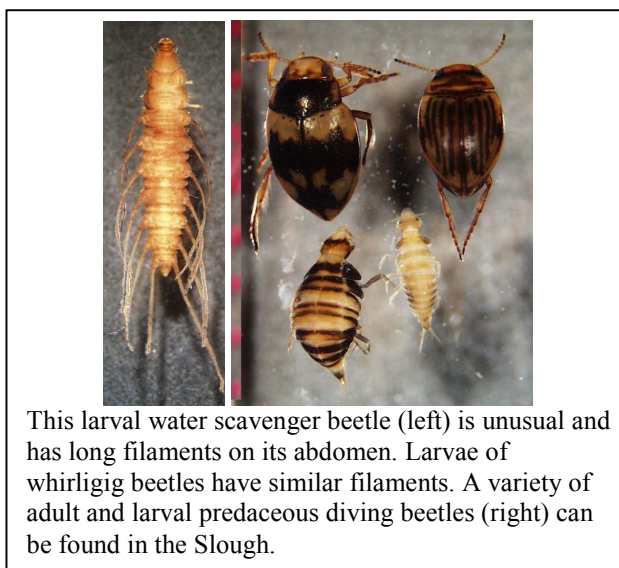 This larval water scavenger beetle (left) is unusual and
has long filaments on its abdomen. Larvae of
whirligig beetles have similar filaments. A variety of
adult and larval predaceous diving beetles (right) can
be found in the Slough.